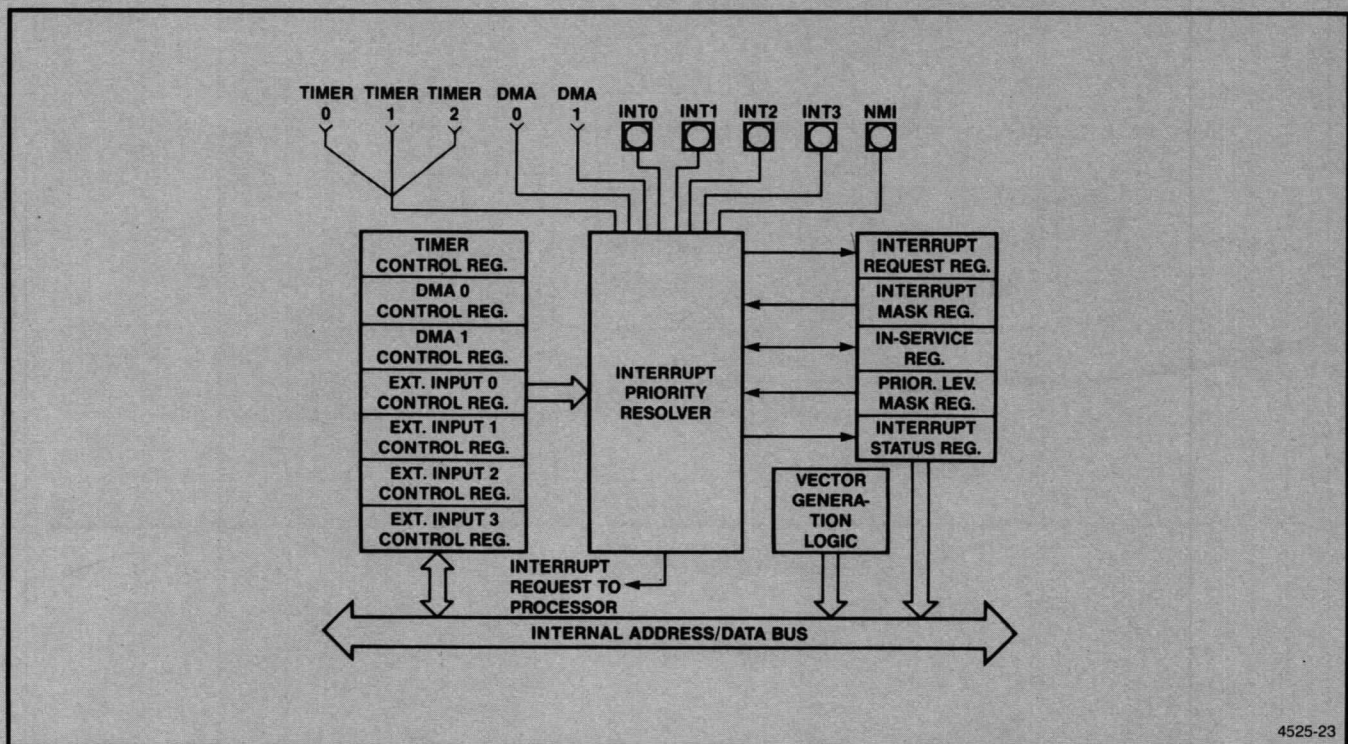 TIMER TIMER TIMER DMA DMA
0 1 2 0 1
INT0 INT1 INT2 INT3 NMI
TIMER
CONTROL REG.
DMA 0
CONTROL REG.
DMA 1
CONTROL REG.
EXT. INPUT 0
CONTROL REG.
EXT. INPUT 1
CONTROL REG.
EXT. INPUT 2
CONTROL REG.
EXT. INPUT 3
CONTROL REG.
INTERRUPT
PRIORITY
RESOLVER
INTERRUPT
REQUEST REG.
INTERRUPT
MASK REG.
IN-SERVICE
REG.
PRIOR. LEV.
MASK REG.
INTERRUPT
STATUS REG.
VECTOR
GENERA-
TION
LOGIC
INTERRUPT
REQUEST TO
PROCESSOR
INTERNAL ADDRESS/DATA BUS
4525-23